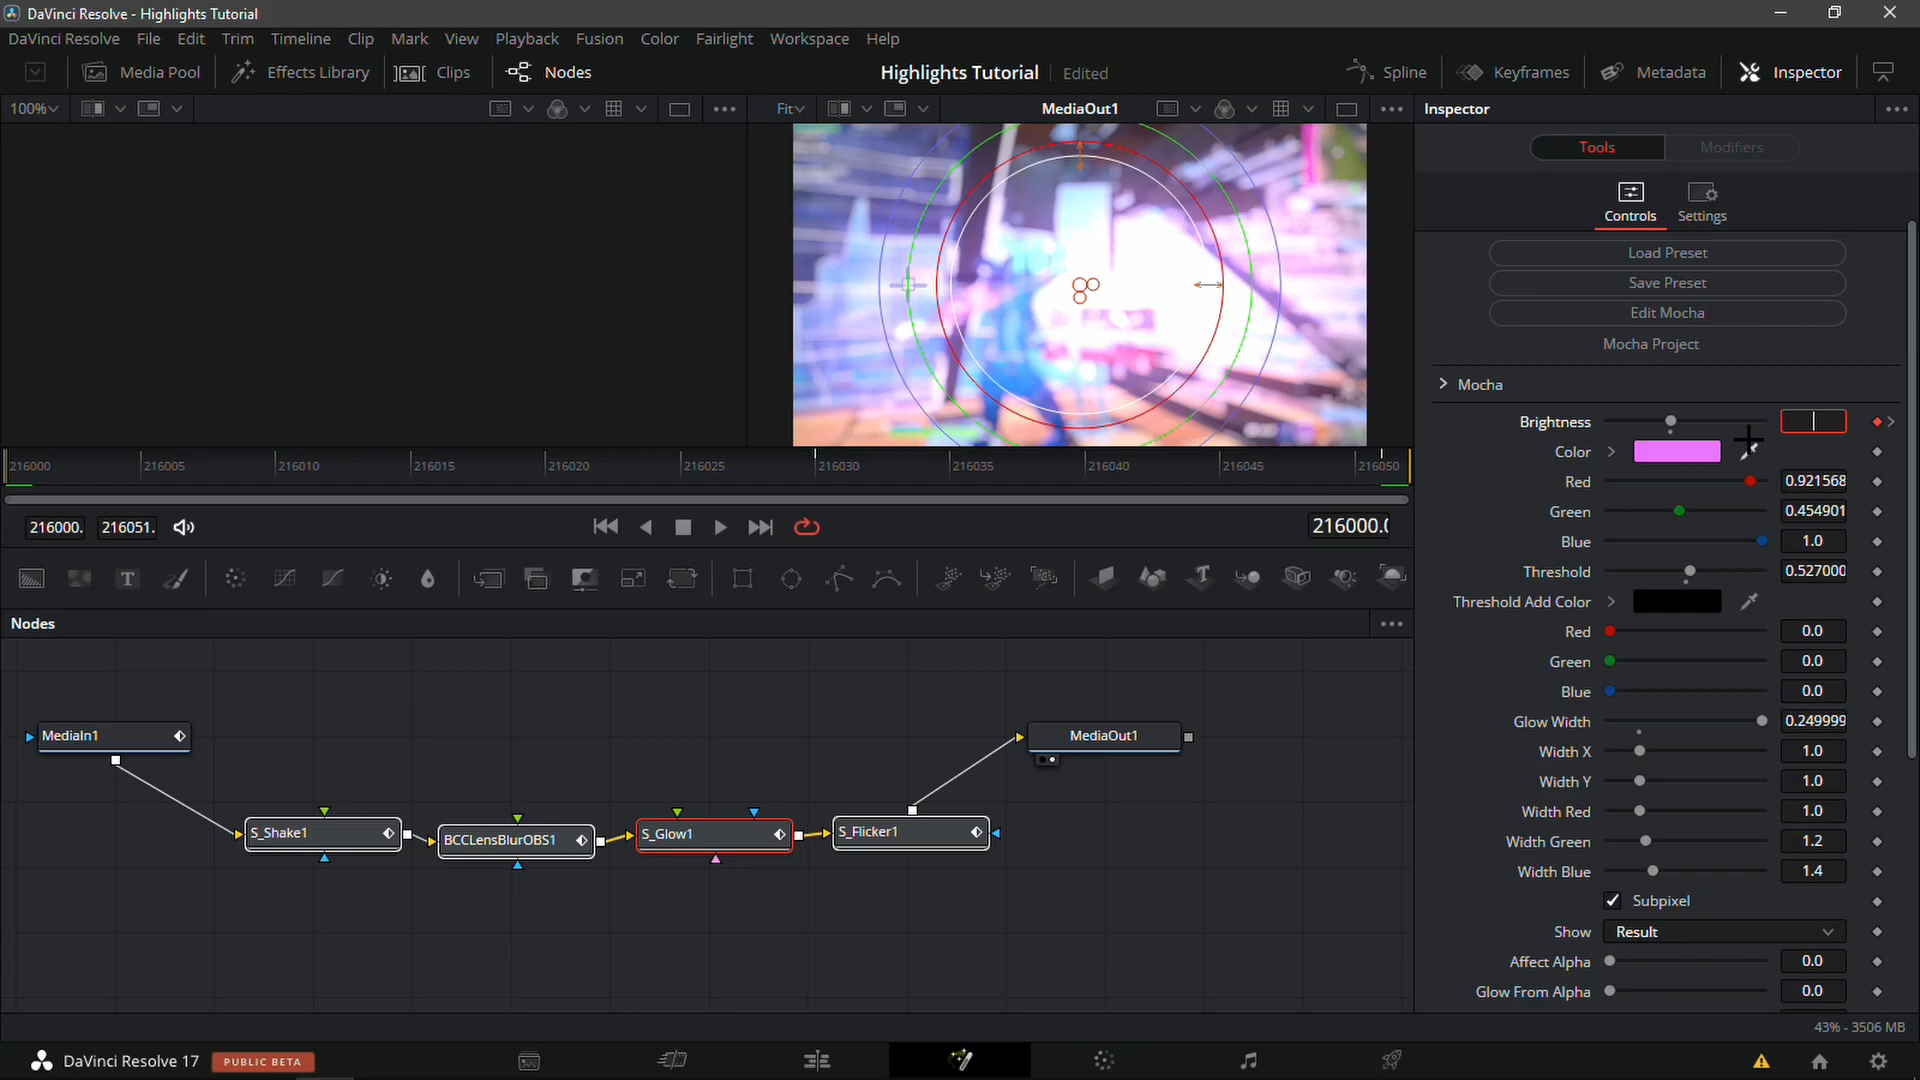 DaVinci Resolve - Highlights Tutorial
DaVinci Resolve File Edit Trim Timeline Clip Mark View Playback Fusion Color Fairlight Workspace Help
Media Pool Effects Library Clips Nodes Highlights Tutorial Edited Spline Keyframes Metadata Inspector
100% Fit MediaOut1 Inspector
Tools Modifiers
Controls Settings
Load Preset
Save Preset
Edit Mocha
Mocha Project
Mocha
Brightness
Color
Red 0.921568
Green 0.454901
Blue 1.0
Threshold 0.527000
Threshold Add Color
Red 0.0
Green 0.0
Blue 0.0
Glow Width 0.249999
Width X 1.0
Width Y 1.0
Width Red 1.0
Width Green 1.2
Width Blue 1.4
Subpixel
Show Result
Affect Alpha 0.0
Glow From Alpha 0.0
216000 216005 216010 216015 216020 216025 216030 216035 216040 216045 216050
216000. 216051. 216000.0
Nodes
MediaIn1
MediaOut1
S_Shake1
BCCLensBlurOBS1
S_Glow1
S_Flicker1
43% - 3506 MB
DaVinci Resolve 17 PUBLIC BETA